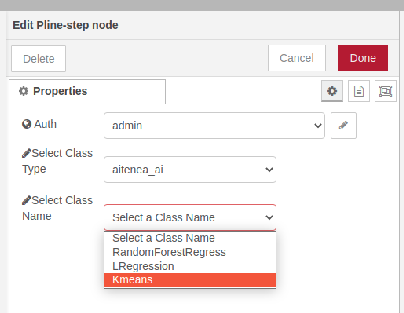 Edit Pline-step node
Delete
Cancel
Done
Properties
Auth
admin
Select Class
Type
aitenea_ai
Select Class
Name
Select a Class Name
Select a Class Name
RandomForestRegress
LRegression
Kmeans